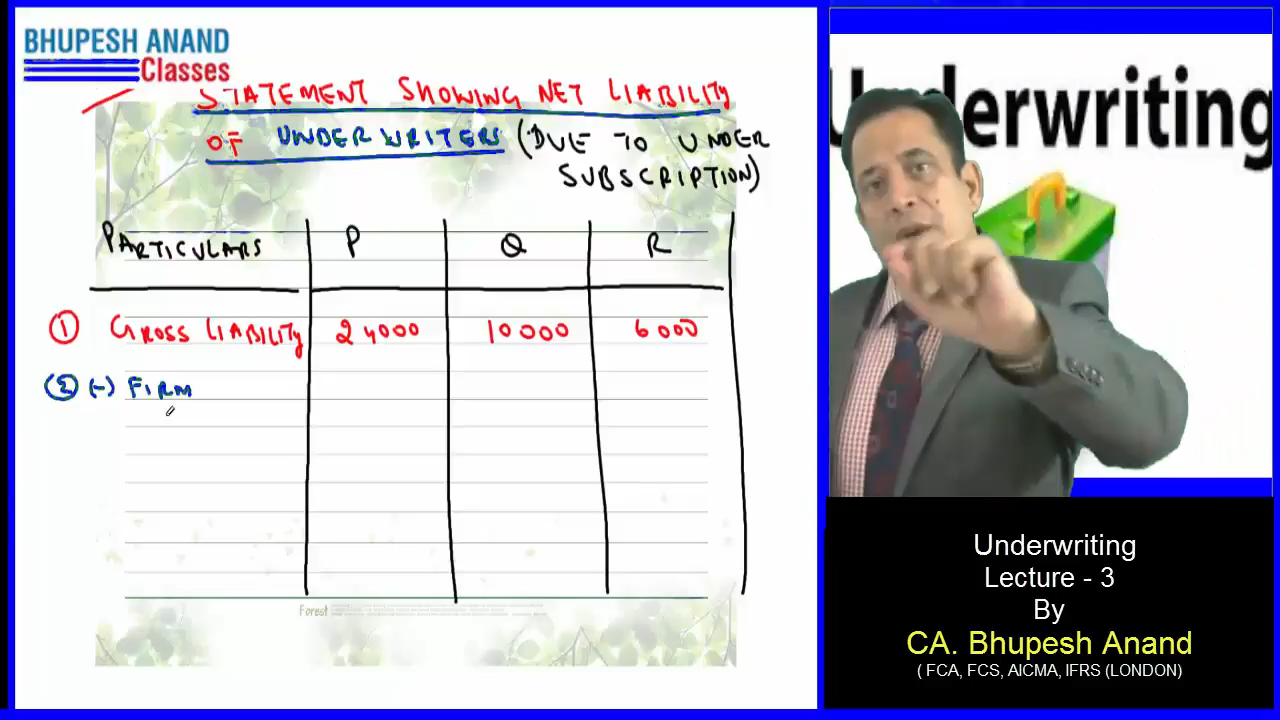 BHUPESH ANAND
Classes
STATEMENT SHOWING NET LIABILITY
OF UNDERWRITERS (DUE TO UNDER
SUBSCRIPTION)
PARTICULARS P Q R
① GROSS LIABILITY 24000 10000 6000
② (-) FIRM
Forest
Underwriting
Underwriting
Lecture - 3
By
CA. Bhupesh Anand
( FCA, FCS, AICMA, IFRS (LONDON)